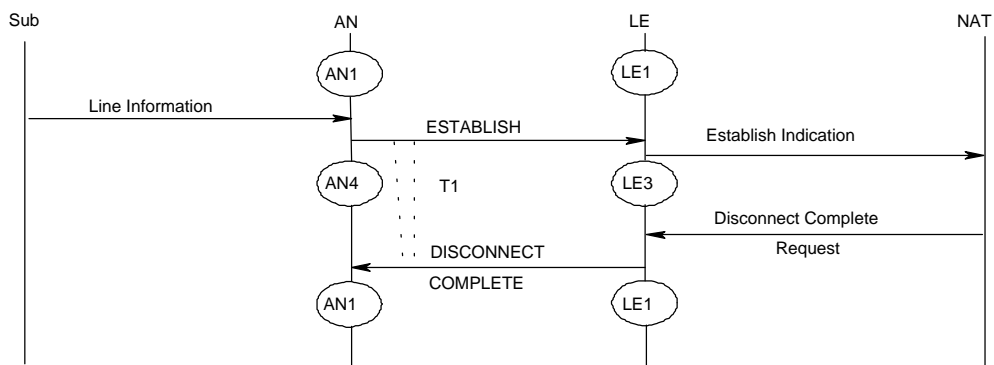 Sub
AN
LE
NAT
AN1
LE1
Line Information
ESTABLISH
Establish Indication
AN4
T1
LE3
Disconnect Complete
Request
DISCONNECT
COMPLETE
AN1
LE1